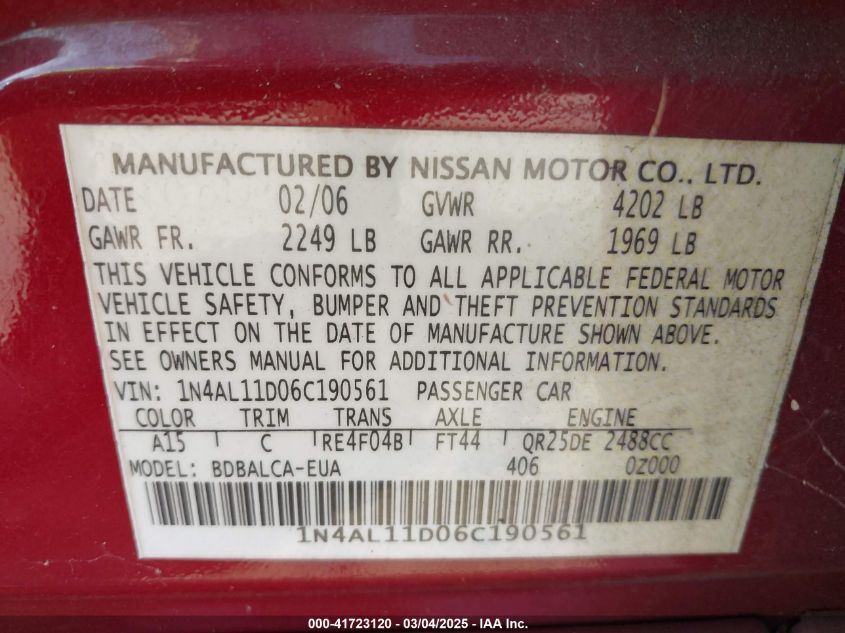 MANUFACTURED BY NISSAN MOTOR CO., LTD.
DATE 02/06 GVWR 4202 LB
GAWR FR. 2249 LB GAWR RR. 1969 LB
THIS VEHICLE CONFORMS TO ALL APPLICABLE FEDERAL MOTOR
VEHICLE SAFETY, BUMPER AND THEFT PREVENTION STANDARDS
IN EFFECT ON THE DATE OF MANUFACTURE SHOWN ABOVE.
SEE OWNERS MANUAL FOR ADDITIONAL INFORMATION.
VIN: 1N4AL11D06C190561 PASSENGER CAR
COLOR TRIM TRANS AXLE ENGINE
A15 C RE4F04B FT44 QR25DE 2488CC
MODEL: BDBALCA-EUA 406 0Z000
1N4AL11D06C190561
000-41723120 - 03/04/2025 - IAA Inc.